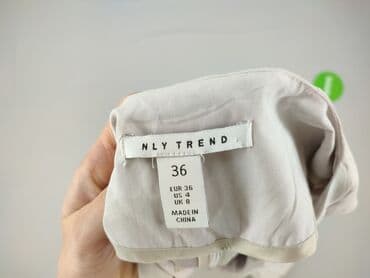 NLY TREND
36
EUR 36
US 4
UK 8
MADE IN
CHINA